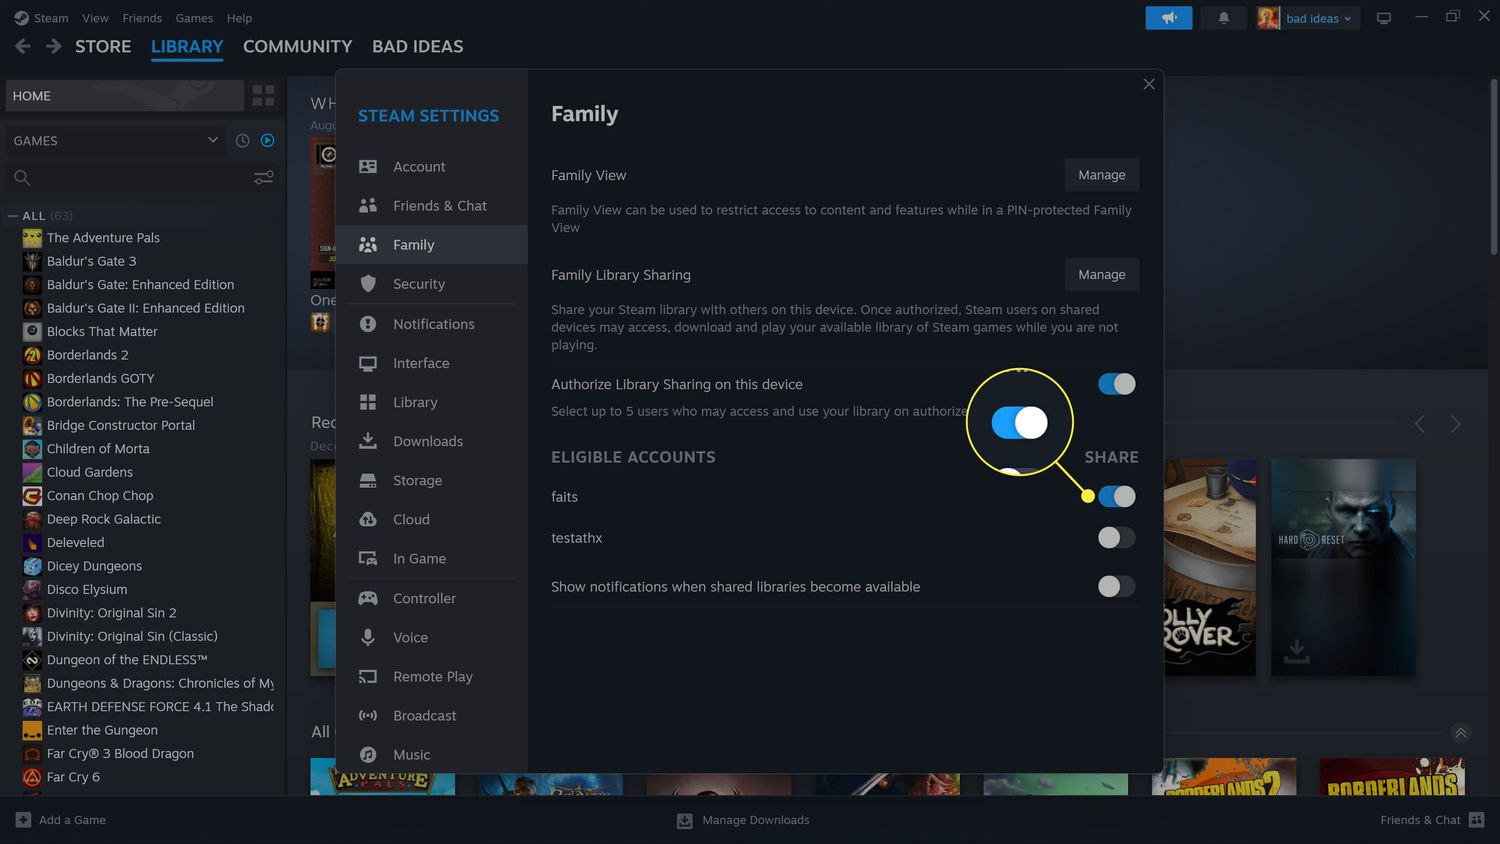 Steam View Friends Games Help
bad ideas
STORE LIBRARY COMMUNITY BAD IDEAS
HOME
GAMES
ALL (63)
The Adventure Pals
Baldur's Gate 3
Baldur's Gate: Enhanced Edition
Baldur's Gate II: Enhanced Edition
Blocks That Matter
Borderlands 2
Borderlands GOTY
Borderlands: The Pre-Sequel
Bridge Constructor Portal
Children of Morta
Cloud Gardens
Conan Chop Chop
Deep Rock Galactic
Deleveled
Dicey Dungeons
Disco Elysium
Divinity: Original Sin 2
Divinity: Original Sin (Classic)
Dungeon of the ENDLESS™
Dungeons & Dragons: Chronicles of My
EARTH DEFENSE FORCE 4.1 The Shado
Enter the Gungeon
Far Cry® 3 Blood Dragon
Far Cry 6
WH
Augu
One
Rec
Dec
All
STEAM SETTINGS
Account
Friends & Chat
Family
Security
Notifications
Interface
Library
Downloads
Storage
Cloud
In Game
Controller
Voice
Remote Play
Broadcast
Music
Family
Family View
Manage
Family View can be used to restrict access to content and features while in a PIN-protected Family
View
Family Library Sharing
Manage
Share your Steam library with others on this device. Once authorized, Steam users on shared
devices may access, download and play your available library of Steam games while you are not
playing.
Authorize Library Sharing on this device
Select up to 5 users who may access and use your library on authorize
ELIGIBLE ACCOUNTS SHARE
faits
testathx
Show notifications when shared libraries become available
OLLY
ROVER
HARD RESET
ADVENTURE
PALS
BORDERLANDS 2
BORDERLANDS
Add a Game
Manage Downloads
Friends & Chat